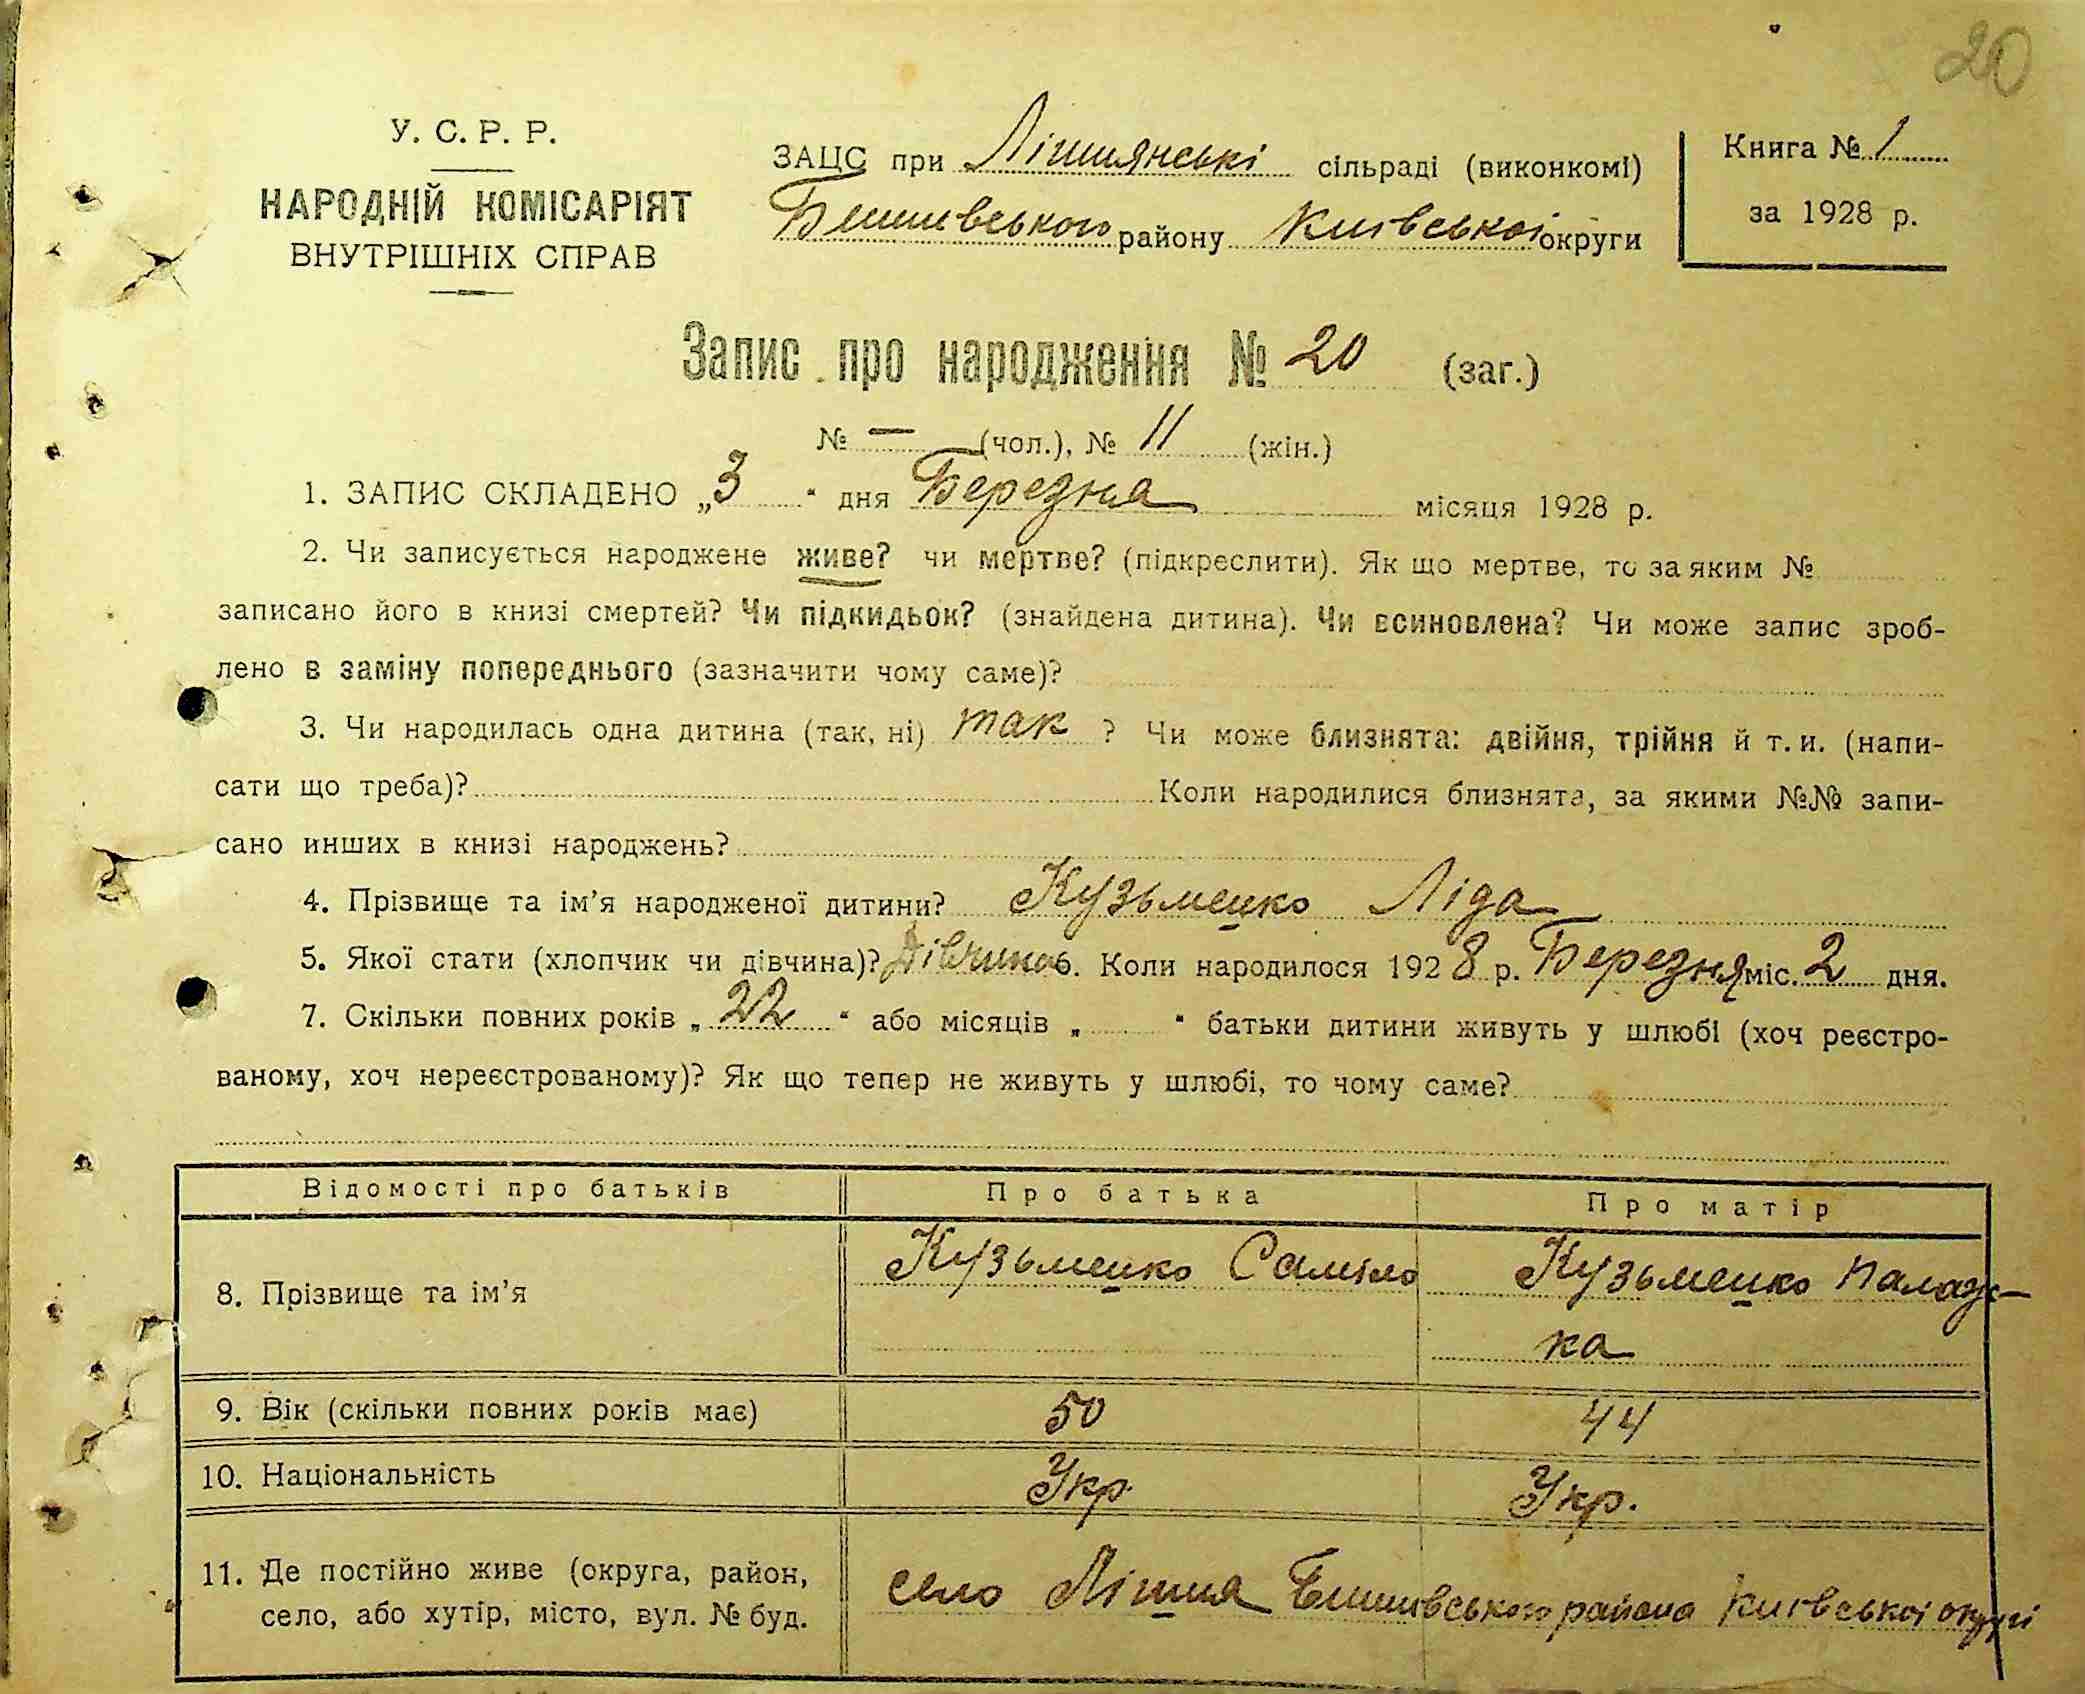 20
У. С. Р. Р.
НАРОДНІЙ КОМІСАРІЯТ
ВНУТРІШНІХ СПРАВ
ЗАЦС при Лішнянські сільраді (виконкомі)
Бишівського району Київської округи
Книга № 1
за 1928 р.
Запис про народження № 20 (заг.)
№ — (чол.), № 11 (жін.)
1. ЗАПИС СКЛАДЕНО „3“ дня Березня місяця 1928 р.
2. Чи записується народжене живе? чи мертве? (підкреслити). Як що мертве, то за яким №
записано його в книзі смертей? Чи підкидьок? (знайдена дитина). Чи всиновлена? Чи може запис зроб-
лено в заміну попереднього (зазначити чому саме)?
3. Чи народилась одна дитина (так, ні) так ? Чи може близнята: двійня, трійня й т. и. (напи-
сати що треба)? Коли народилися близнята, за якими №№ запи-
сано инших в книзі народжень?
4. Прізвище та ім'я народженої дитини? Кузьменко Ліда
5. Якої стати (хлопчик чи дівчина)? Дівчина 6. Коли народилося 1928 р. Березня міс. 2 дня.
7. Скільки повних років „22“ або місяців „ “ батьки дитини живуть у шлюбі (хоч реєстро-
ваному, хоч нереєстрованому)? Як що тепер не живуть у шлюбі, то чому саме?
Відомості про батьків Про батька Про матір
8. Прізвище та ім'я Кузьменко Саміло Кузьменко Палаж-
ка
9. Вік (скільки повних років має) 50 44
10. Національність Укр. Укр.
11. Де постійно живе (округа, район,
село, або хутір, місто, вул. № буд.
село Лішня Бишівського района Київської округі